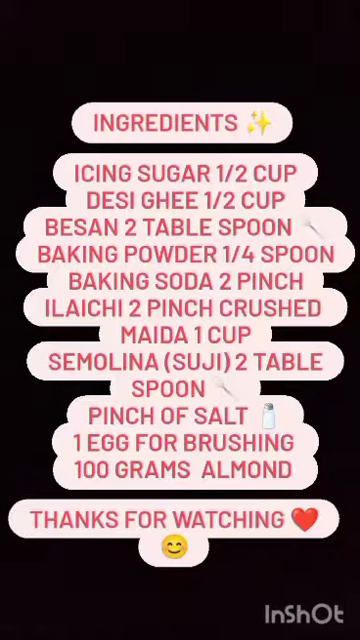 INGREDIENTS ✨
ICING SUGAR 1/2 CUP
DESI GHEE 1/2 CUP
BESAN 2 TABLE SPOON 🥄
BAKING POWDER 1/4 SPOON
BAKING SODA 2 PINCH
ILAICHI 2 PINCH CRUSHED
MAIDA 1 CUP
SEMOLINA (SUJI) 2 TABLE
SPOON 🥄
PINCH OF SALT 🧂
1 EGG FOR BRUSHING
100 GRAMS ALMOND
THANKS FOR WATCHING ❤️
😊
InShOt